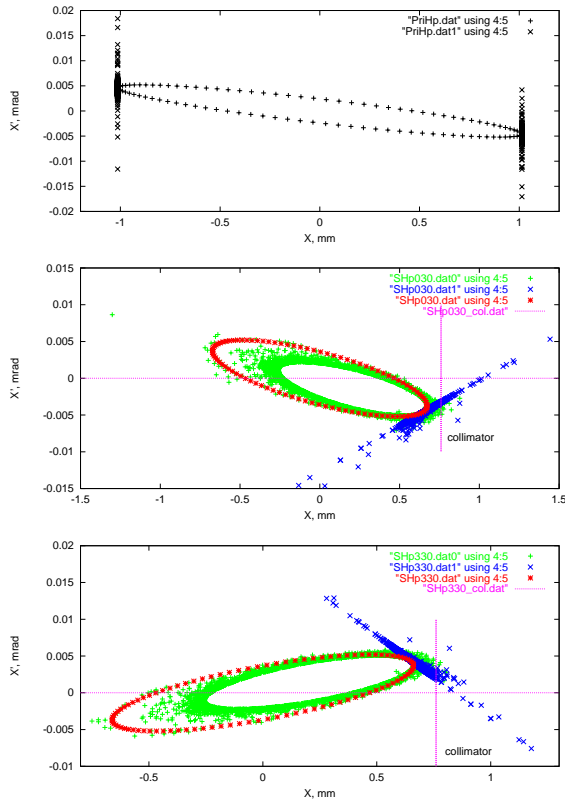 0.02
0.015
0.01
0.005
0
-0.005
-0.01
-0.015
-0.02
X', mrad
"PriHp.dat" using 4:5
"PriHp.dat1" using 4:5
-1 -0.5 0 0.5 1
X, mm
0.015
0.01
0.005
0
-0.005
-0.01
-0.015
X', mrad
"SHp030.dat0" using 4:5
"SHp030.dat1" using 4:5
"SHp030.dat" using 4:5
"SHp030_col.dat"
collimator
-1.5 -1 -0.5 0 0.5 1 1.5
X, mm
0.02
0.015
0.01
0.005
0
-0.005
-0.01
X', mrad
"SHp330.dat0" using 4:5
"SHp330.dat1" using 4:5
"SHp330.dat" using 4:5
"SHp330_col.dat"
collimator
-0.5 0 0.5 1
X, mm